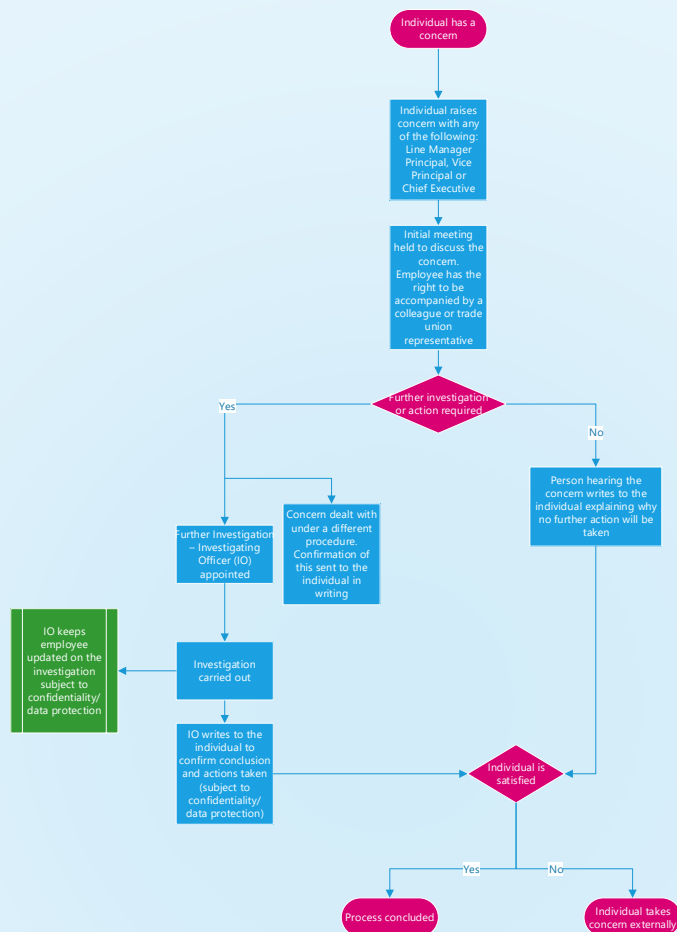 Individual has a
concern
Individual raises
concern with any
of the following:
Line Manager
Principal, Vice
Principal or
Chief Executive
Initial meeting
held to discuss the
concern.
Employee has the
right to be
accompanied by a
colleague or trade
union
representative
Further investigation
or action required
Yes
No
Person hearing the
concern writes to the
individual explaining why
no further action will be
taken
Concern dealt with
under a different
procedure.
Confirmation of
this sent to the
individual in
writing
Further Investigation
– Investigating
Officer (IO)
appointed
IO keeps
employee
updated on the
investigation
subject to
confidentiality/
data protection
Investigation
carried out
IO writes to the
individual to
confirm conclusion
and actions taken
(subject to
confidentiality/
data protection)
Individual is
satisfied
Yes
No
Process concluded
Individual takes
concern externally